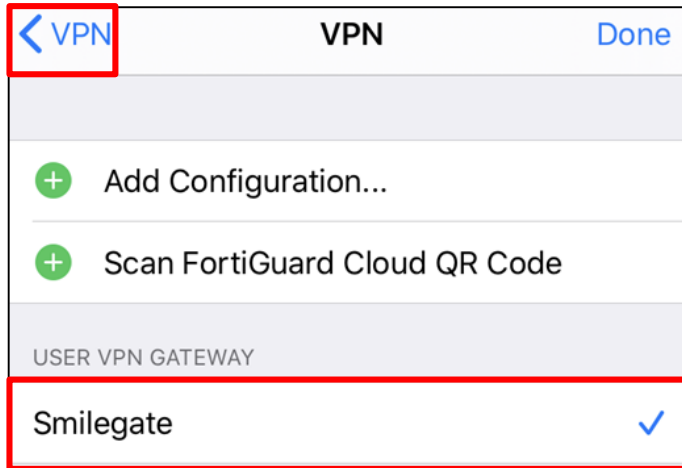 VPN VPN Done
Add Configuration...
Scan FortiGuard Cloud QR Code
USER VPN GATEWAY
Smilegate